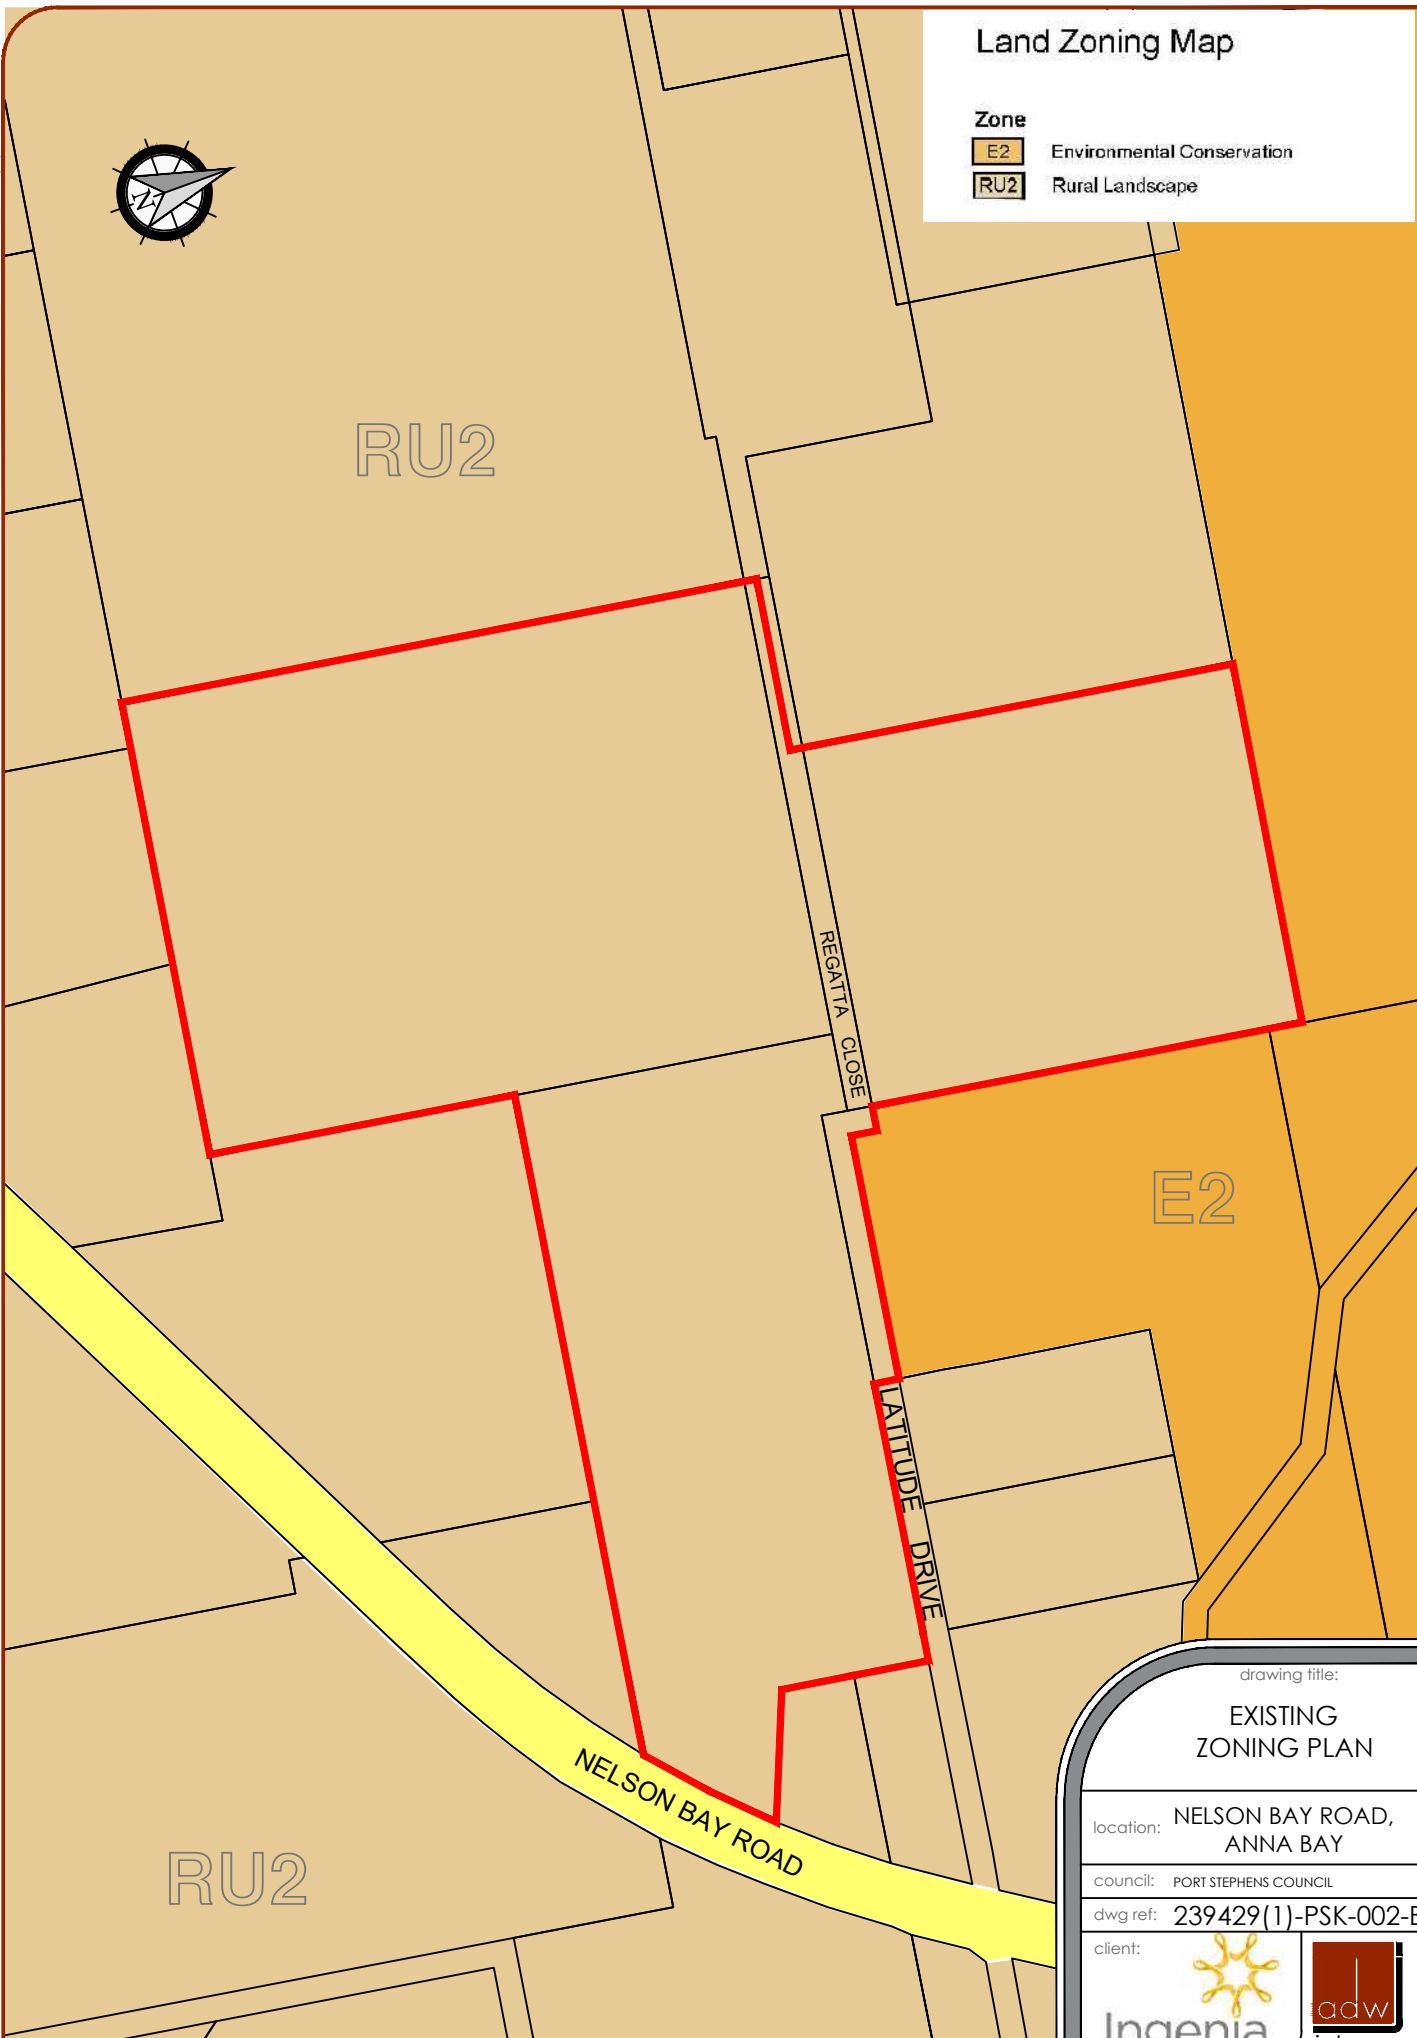 Land Zoning Map
Zone
E2 Environmental Conservation
RU2 Rural Landscape
N
RU2
REGATTA CLOSE
E2
LATITUDE DRIVE
NELSON BAY ROAD
RU2
drawing title:
EXISTING
ZONING PLAN
location: NELSON BAY ROAD,
ANNA BAY
council: PORT STEPHENS COUNCIL
dwg ref: 239429(1)-PSK-002-
client:
Ingenia
adw